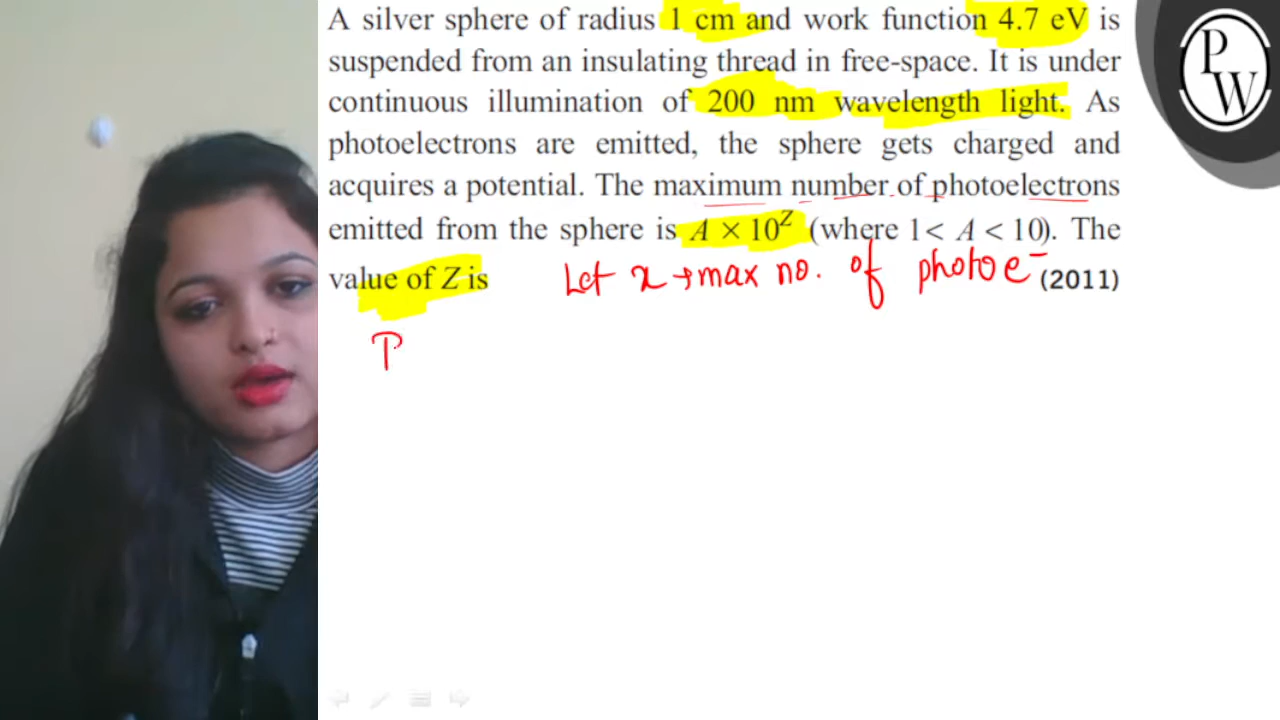 A silver sphere of radius 1 cm and work function 4.7 eV is
suspended from an insulating thread in free-space. It is under
continuous illumination of 200 nm wavelength light. As
photoelectrons are emitted, the sphere gets charged and
acquires a potential. The maximum number of photoelectrons
emitted from the sphere is A × 10^Z (where 1< A < 10). The
value of Z is
Let x → max no. of photo e⁻ (2011)
P
PW